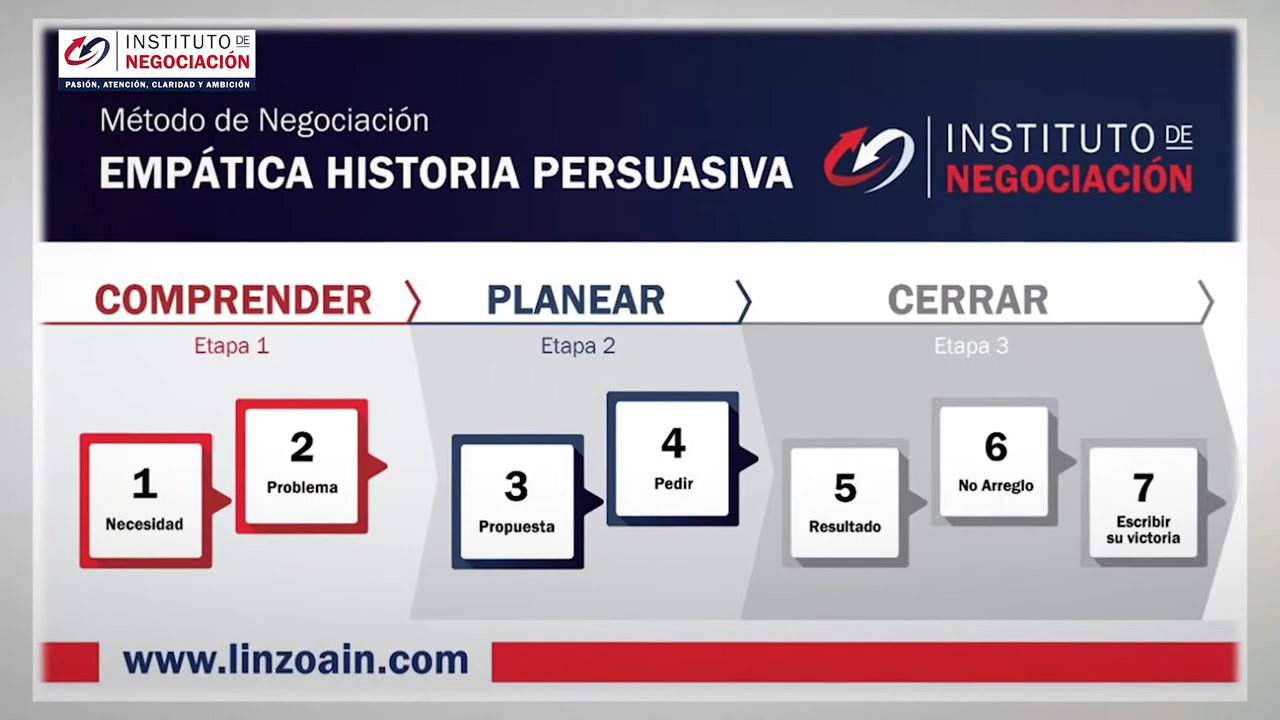 INSTITUTO DE
NEGOCIACIÓN
PASIÓN, ATENCIÓN, CLARIDAD Y AMBICIÓN
Método de Negociación
EMPÁTICA HISTORIA PERSUASIVA
INSTITUTO DE
NEGOCIACIÓN
COMPRENDER
Etapa 1
1
Necesidad
2
Problema
PLANEAR
Etapa 2
3
Propuesta
4
Pedir
CERRAR
Etapa 3
5
Resultado
6
No Arreglo
7
Escribir
su victoria
www.linzoain.com